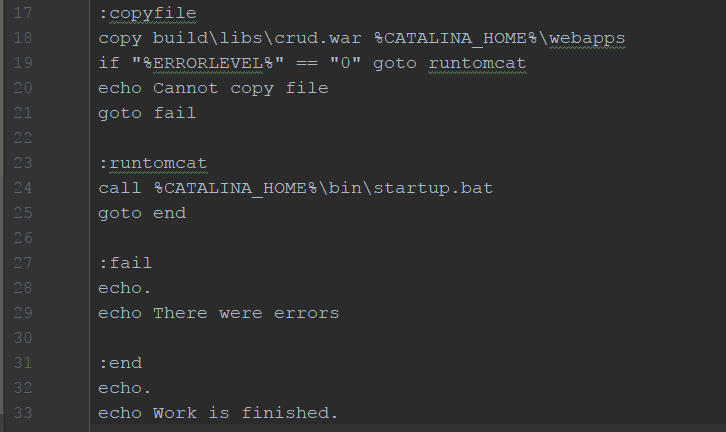 17 :copyfile
18 copy build\libs\crud.war %CATALINA_HOME%\webapps
19 if "%ERRORLEVEL%" == "0" goto runtomcat
20 echo Cannot copy file
21 goto fail
22
23 :runtomcat
24 call %CATALINA_HOME%\bin\startup.bat
25 goto end
26
27 :fail
28 echo.
29 echo There were errors
30
31 :end
32 echo.
33 echo Work is finished.